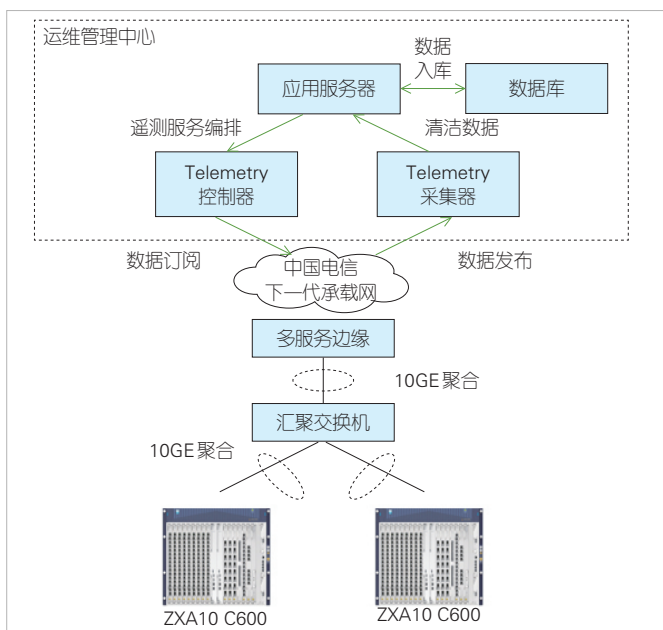 运维管理中心
数据
入库
应用服务器
数据库
遥测服务编排
清洁数据
Telemetry
控制器
Telemetry
采集器
数据订阅
数据发布
中国电信
下一代承载网
多服务边缘
10GE聚合
汇聚交换机
10GE聚合
ZXA10 C600
ZXA10 C600